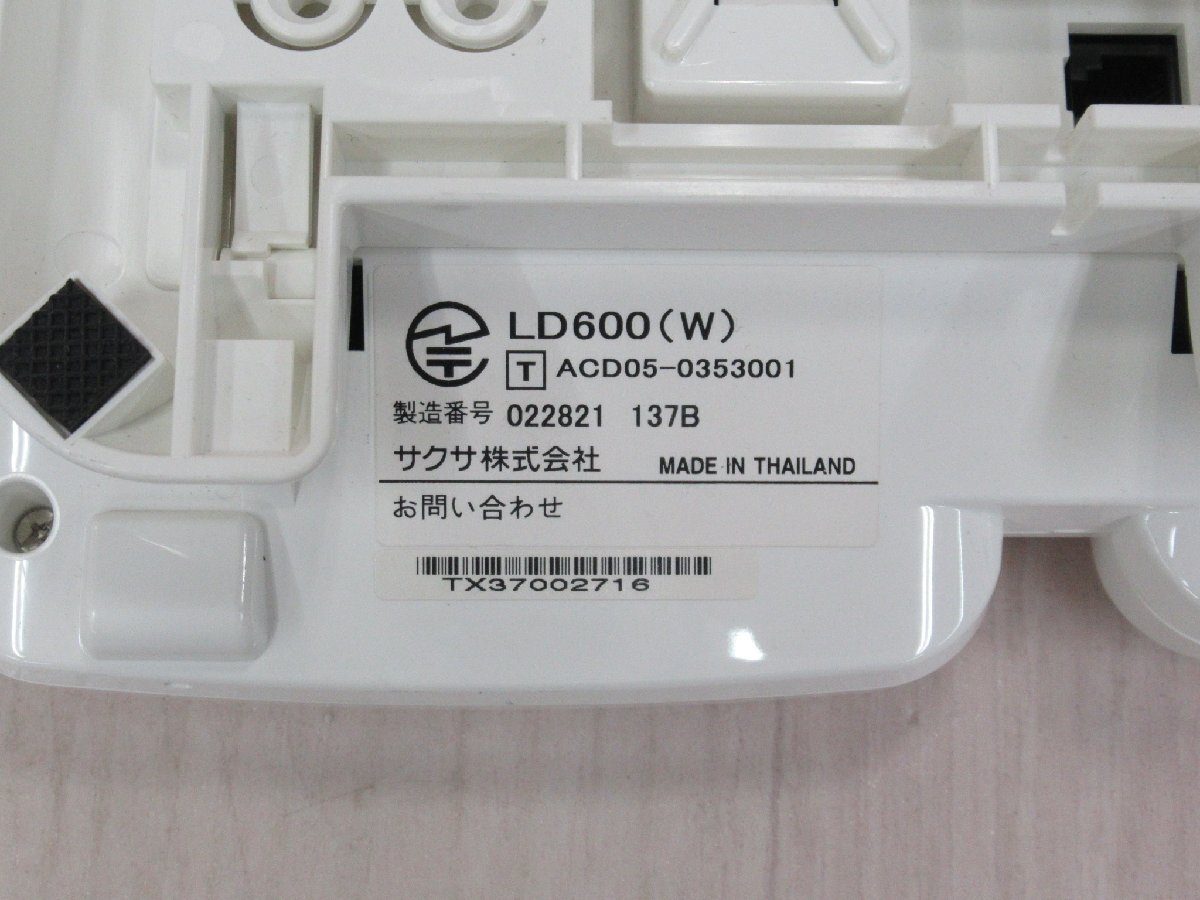 LD600(W)
T ACD05-0353001
製造番号 022821 137B
サクサ株式会社 MADE IN THAILAND
お問い合わせ
TX37002716